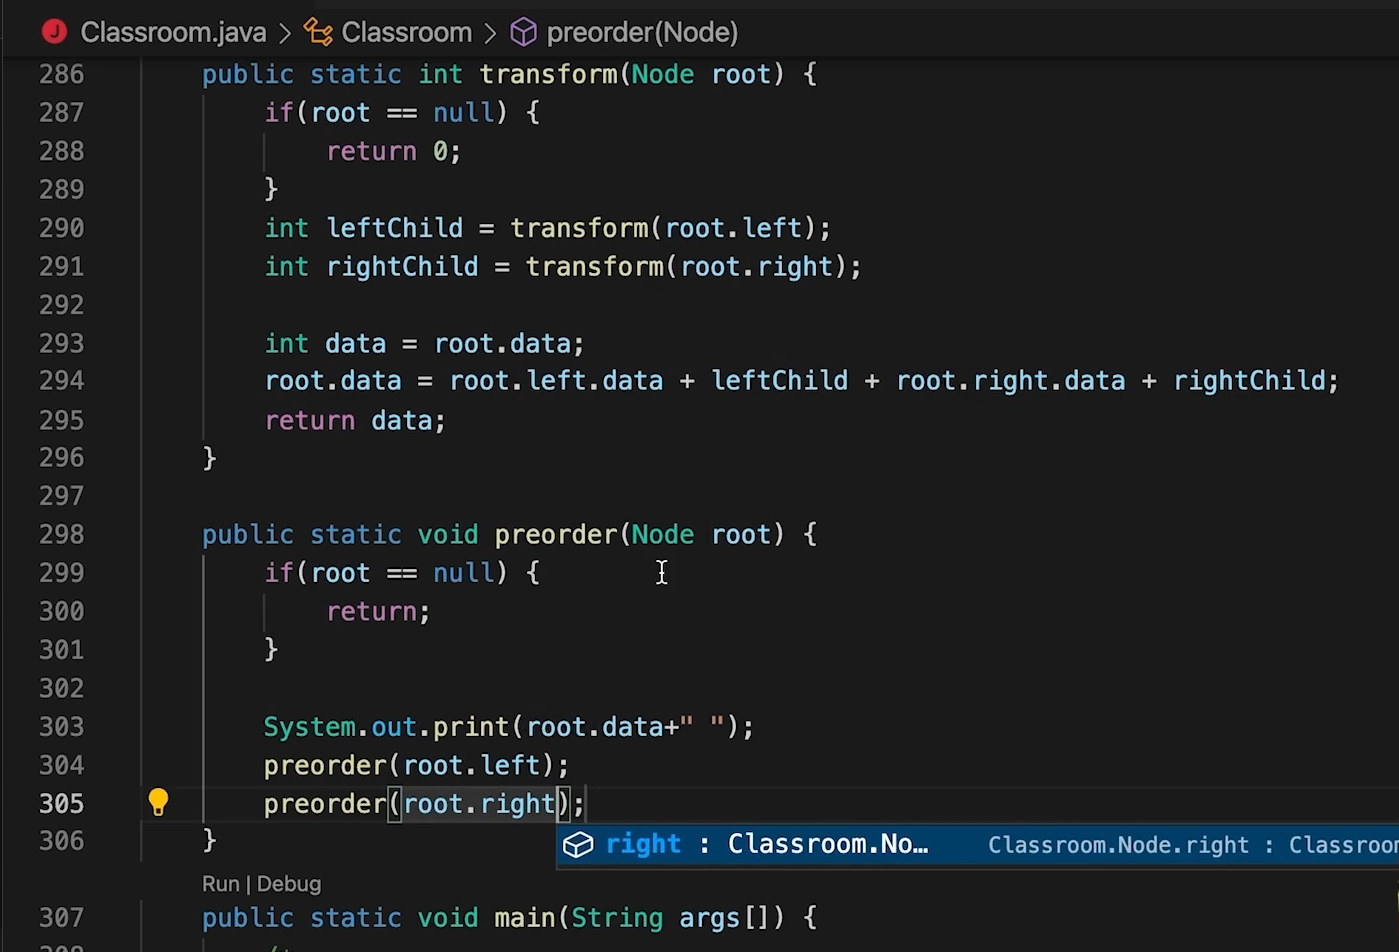 Classroom.java > Classroom > preorder(Node)
286 public static int transform(Node root) {
287 if(root == null) {
288 return 0;
289 }
290 int leftChild = transform(root.left);
291 int rightChild = transform(root.right);
292
293 int data = root.data;
294 root.data = root.left.data + leftChild + root.right.data + rightChild;
295 return data;
296 }
297
298 public static void preorder(Node root) {
299 if(root == null) {
300 return;
301 }
302
303 System.out.print(root.data+" ");
304 preorder(root.left);
305 preorder(root.right);
306 }
right : Classroom.No… Classroom.Node.right : Classroom
Run | Debug
307 public static void main(String args[]) {